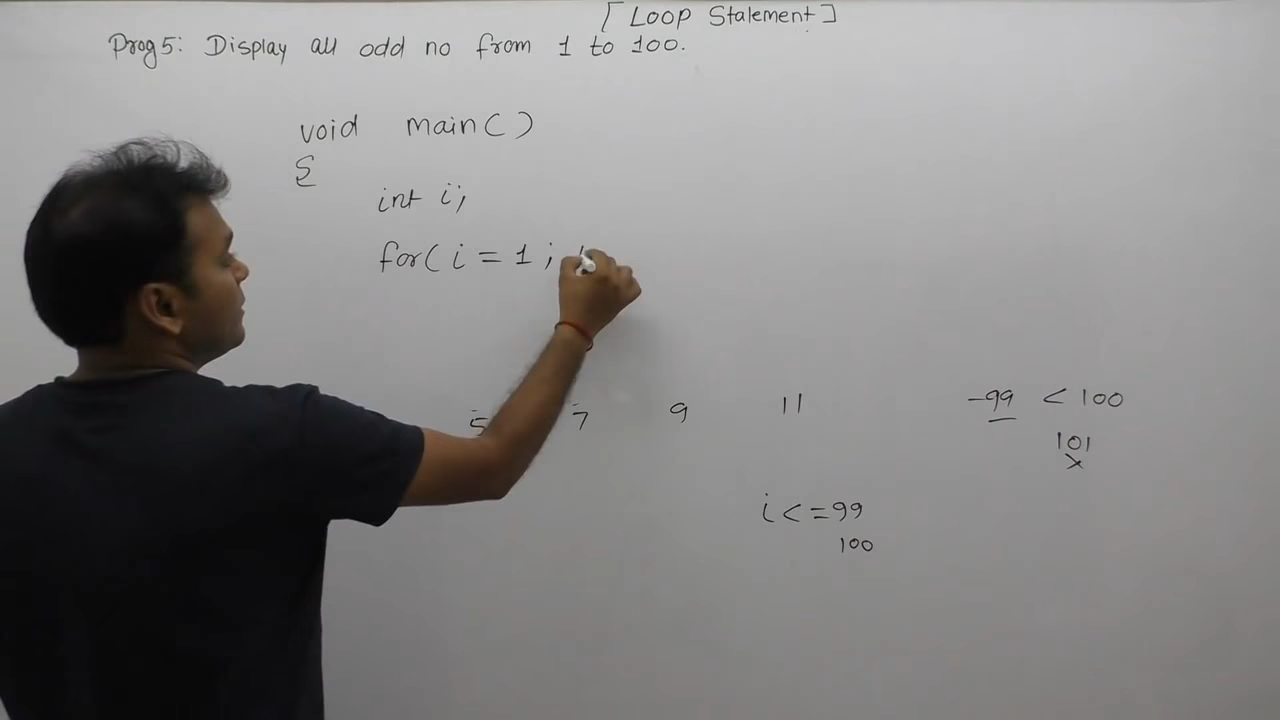 [Loop Statement]
Prog 5: Display all odd no from 1 to 100.
void main()
{
int i;
for( i = 1 ; i
5 7 9 11
-99 < 100
101
x
i <= 99
100